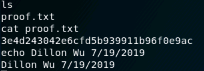 ls
proof.txt
cat proof.txt
3e4d243042e6cfd5b939911b96f0e9ac
echo Dillon Wu 7/19/2019
Dillon Wu 7/19/2019